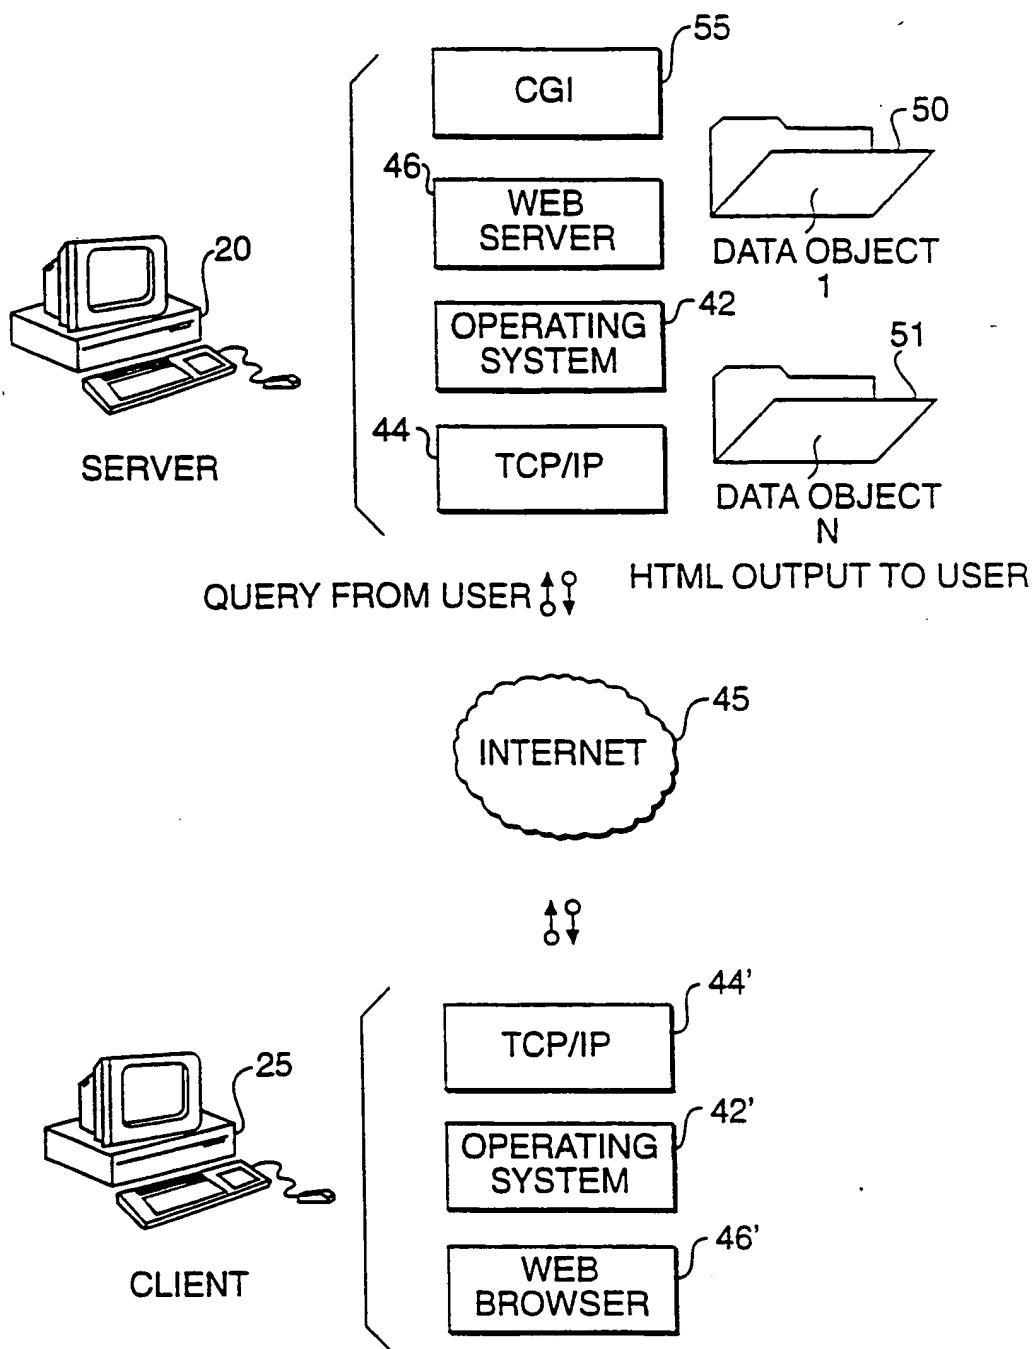 55
CGI
50
46
WEB
SERVER
DATA OBJECT
1
20
42
OPERATING
SYSTEM
51
44
TCP/IP
SERVER
DATA OBJECT
N
QUERY FROM USER
HTML OUTPUT TO USER
45
INTERNET
44'
TCP/IP
25
42'
OPERATING
SYSTEM
46'
CLIENT
WEB
BROWSER